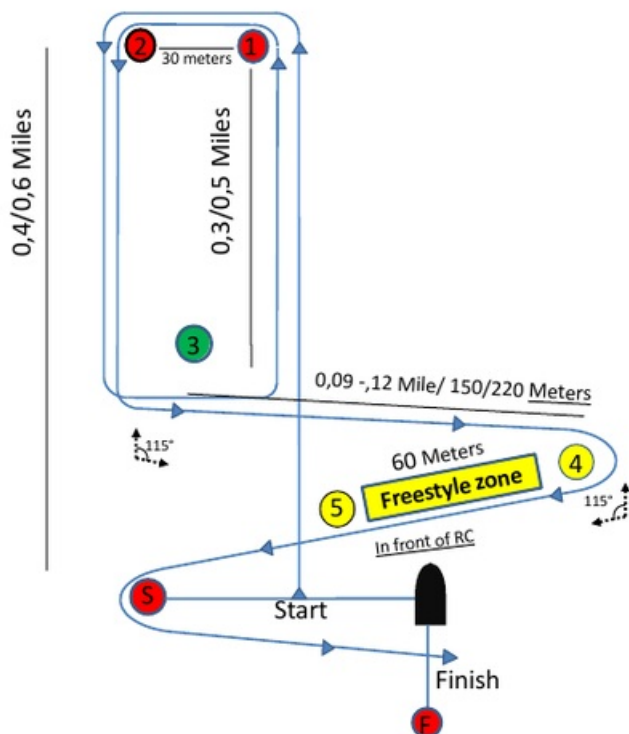 2
1
30 meters
0,4/0,6 Miles
0,3/0,5 Miles
3
0,09 -,12 Mile/ 150/220 Meters
115°
60 Meters
4
Freestyle zone
5
115°
In front of RC
S
Start
Finish
F